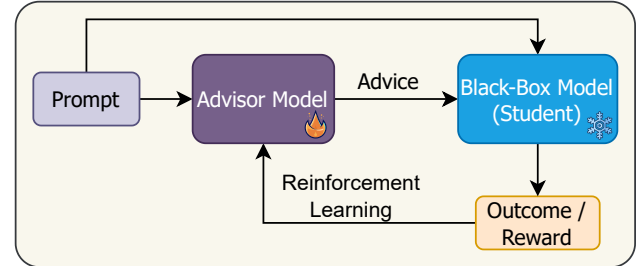 Prompt
Advisor Model
Advice
Black-Box Model
(Student)
Reinforcement
Learning
Outcome /
Reward